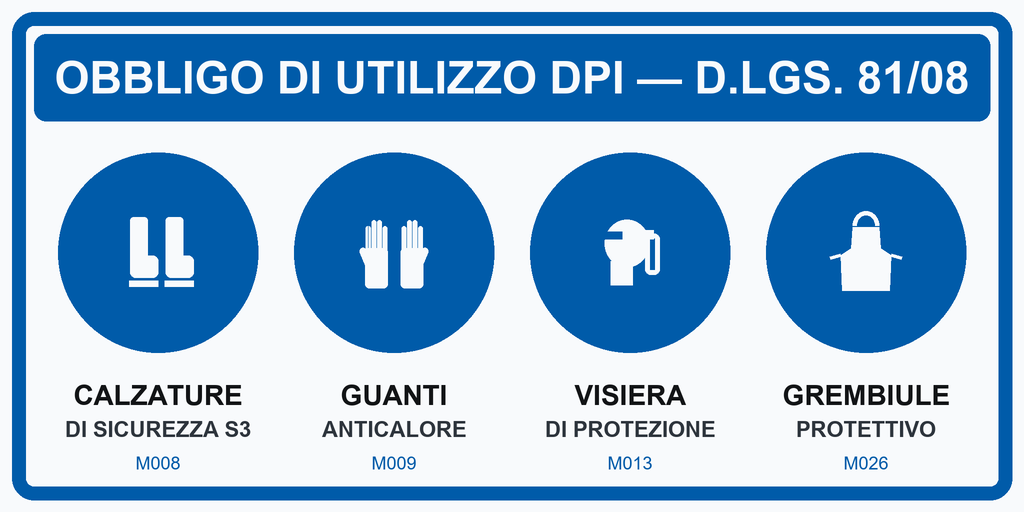 OBBLIGO DI UTILIZZO DPI — D.LGS. 81/08
CALZATURE
DI SICUREZZA S3
M008
GUANTI
ANTICALORE
M009
VISIERA
DI PROTEZIONE
M013
GREMBIULE
PROTETTIVO
M026